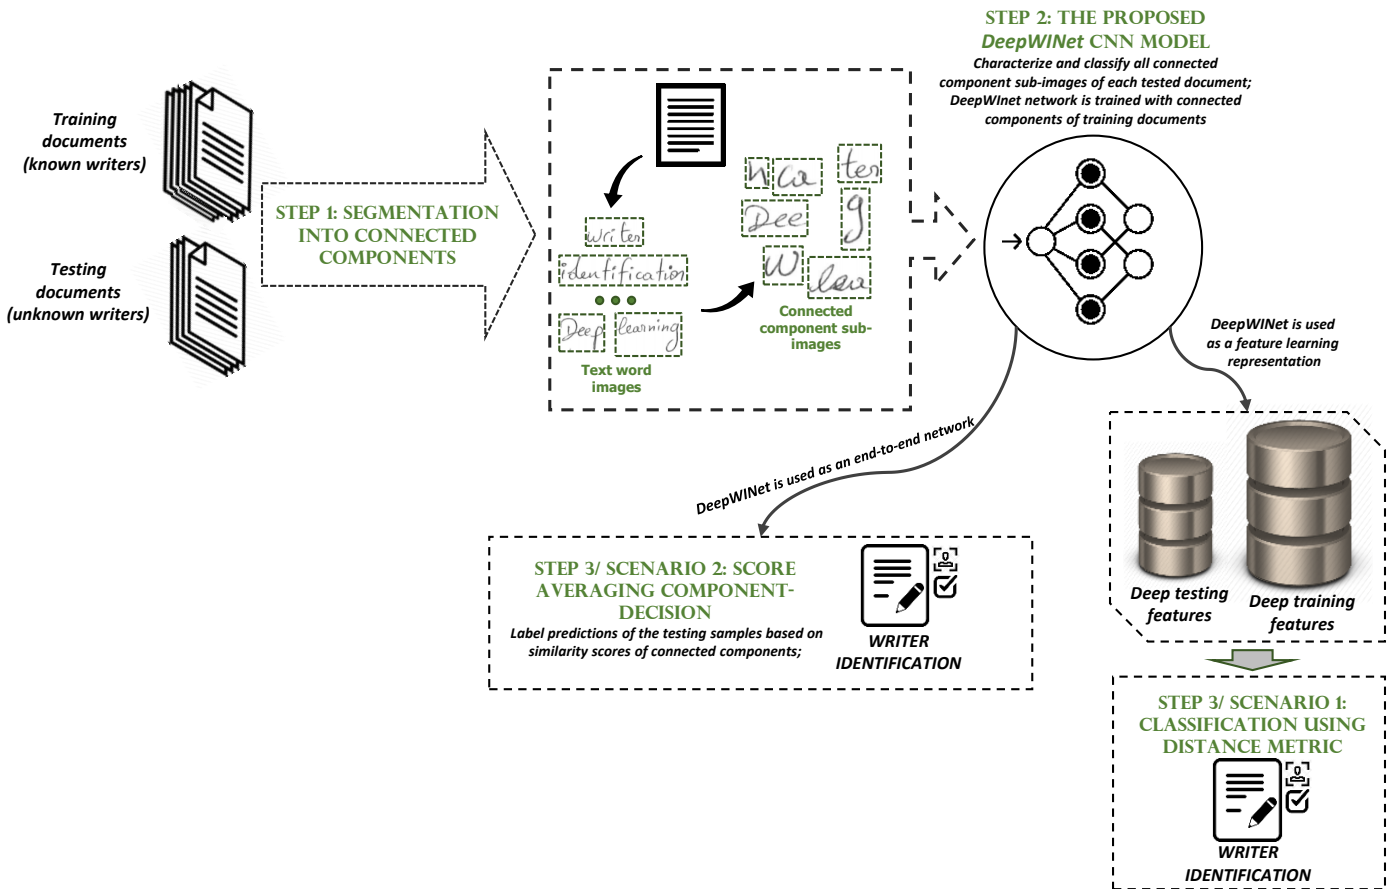 Training
documents
(known writers)
Testing
documents
(unknown writers)
STEP 1: SEGMENTATION
INTO CONNECTED
COMPONENTS
writer
identification
Deep
learning
Text word
images
n
Ca
ter
Dee
g
W
lear
Connected
component sub-
images
STEP 2: THE PROPOSED
DeepWINet CNN MODEL
Characterize and classify all connected
component sub-images of each tested document;
DeepWInet network is trained with connected
components of training documents
DeepWINet is used
as a feature learning
representation
DeepWINet is used as an end-to-end network
Deep testing
features
Deep training
features
STEP 3/ SCENARIO 2: SCORE
AVERAGING COMPONENT-
DECISION
Label predictions of the testing samples based on
similarity scores of connected components;
WRITER
IDENTIFICATION
STEP 3/ SCENARIO 1:
CLASSIFICATION USING
DISTANCE METRIC
WRITER
IDENTIFICATION